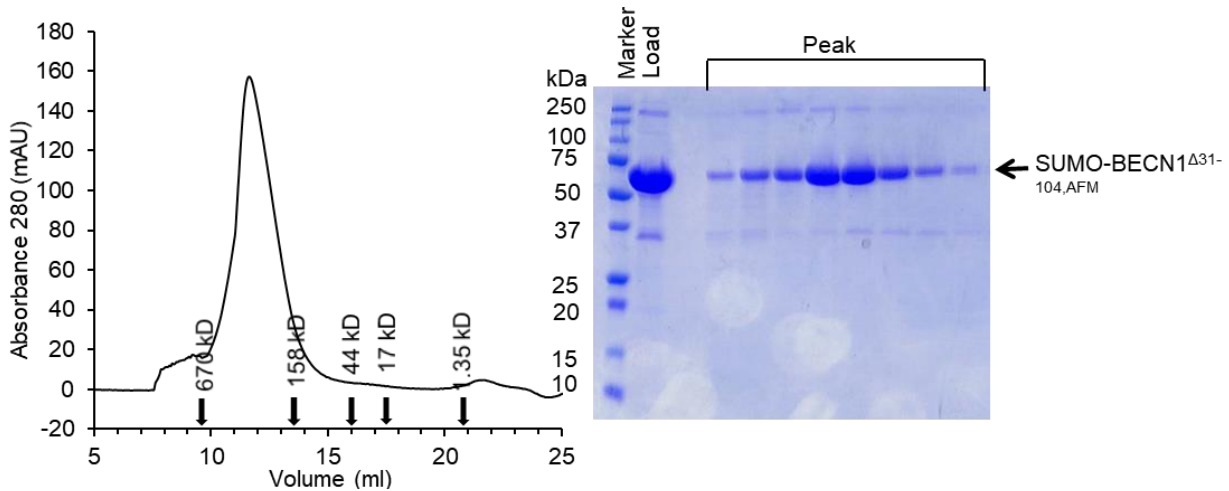 Absorbance 280 (mAU)
180
160
140
120
100
80
60
40
20
0
-20
670 kD
158 kD
44 kD
17 kD
1.35 kD
5
10
15
20
25
Volume (ml)
kDa
250
100
75
50
37
25
20
15
10
Marker
Load
Peak
SUMO-BECN1Δ31-
104,AFM